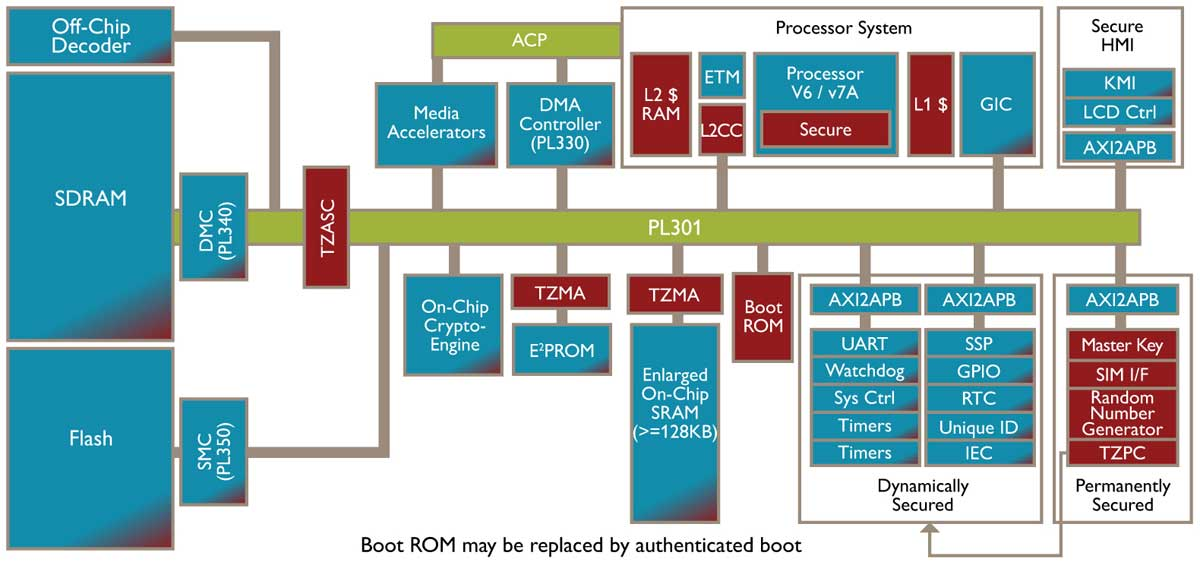 Off-Chip
Decoder
SDRAM
DMC
(PL340)
Flash
SMC
(PL350)
TZASC
ACP
Media
Accelerators
DMA
Controller
(PL330)
Processor System
L2 $
RAM
ETM
L2CC
Processor
V6 / v7A
Secure
L1 $
GIC
Secure
HMI
KMI
LCD Ctrl
AXI2APB
PL301
On-Chip
Crypto-
Engine
TZMA
E²PROM
TZMA
Enlarged
On-Chip
SRAM
(>=128KB)
Boot
ROM
AXI2APB
UART
Watchdog
Sys Ctrl
Timers
Timers
AXI2APB
SSP
GPIO
RTC
Unique ID
IEC
Dynamically
Secured
AXI2APB
Master Key
SIM I/F
Random
Number
Generator
TZPC
Permanently
Secured
Boot ROM may be replaced by authenticated boot